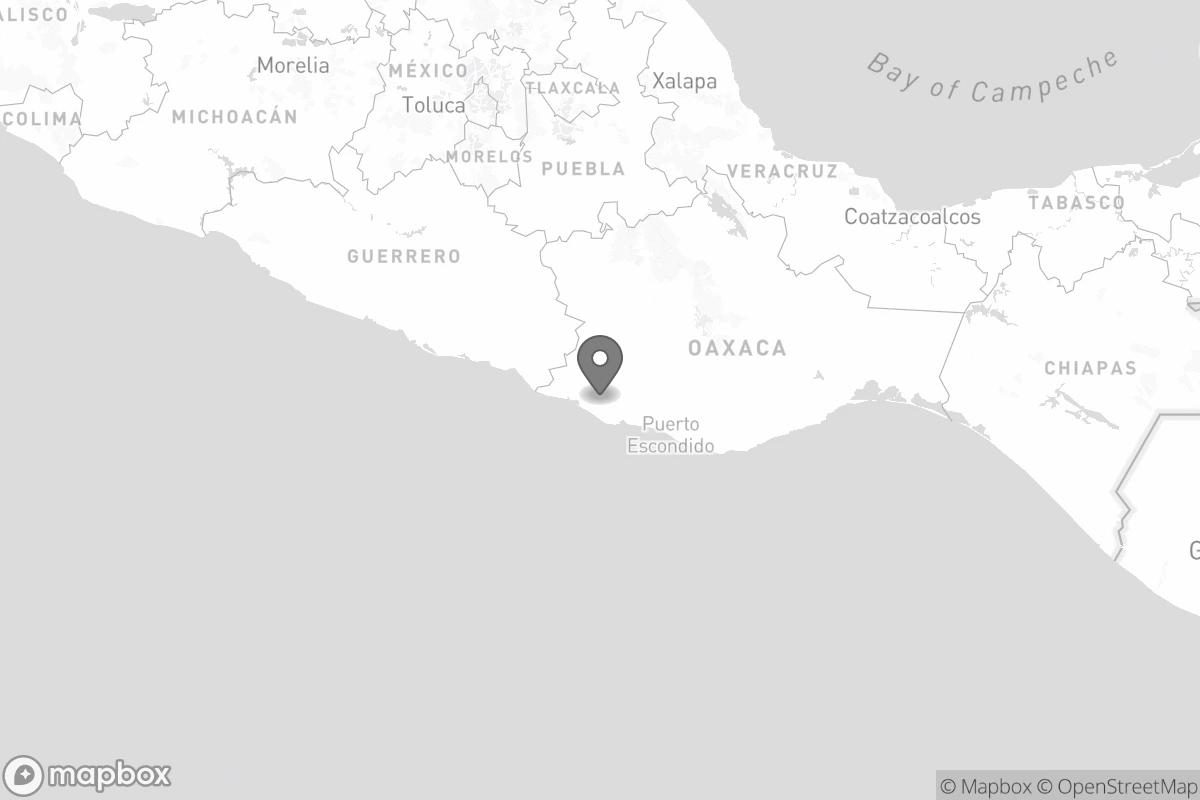 ALISCO
Morelia
MÉXICO
Bay of Campeche
Xalapa
TLAXCALA
Toluca
COLIMA
MICHOACÁN
MORELOS
PUEBLA
VERACRUZ
TABASCO
Coatzacoalcos
GUERRERO
OAXACA
CHIAPAS
Puerto
Escondido
G
mapbox
© Mapbox © OpenStreetMap